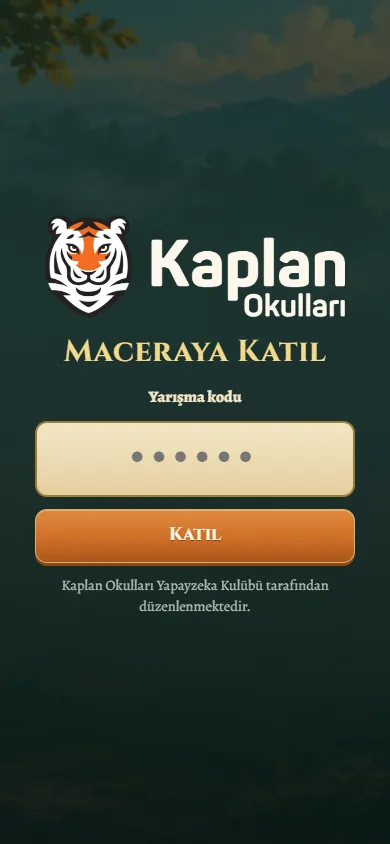 Kaplan
Okulları
Maceraya Katıl
Yarışma kodu
Katıl
Kaplan Okulları Yapayzeka Kulübü tarafından
düzenlenmektedir.